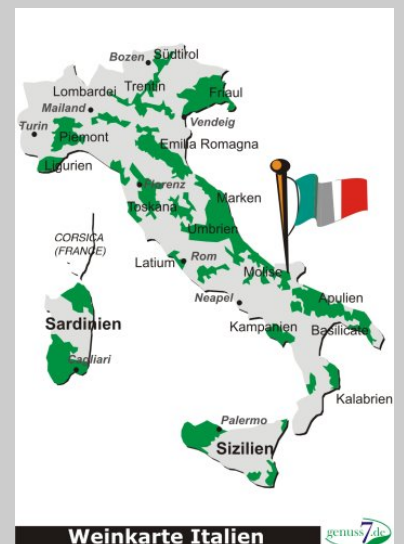 Bozen
Südtirol
Lombardei
Trentin
Friaul
Mailand
Vendeig
Turin
Piemont
Emilia Romagna
Ligurien
Florenz
Toskana
Marken
Umbrien
CORSICA
(FRANCE)
Latium
Rom
Molise
Neapel
Apulien
Sardinien
Kampanien
Basilicate
Cagliari
Kalabrien
Palermo
Sizilien
Weinkarte Italien
genuss7.de